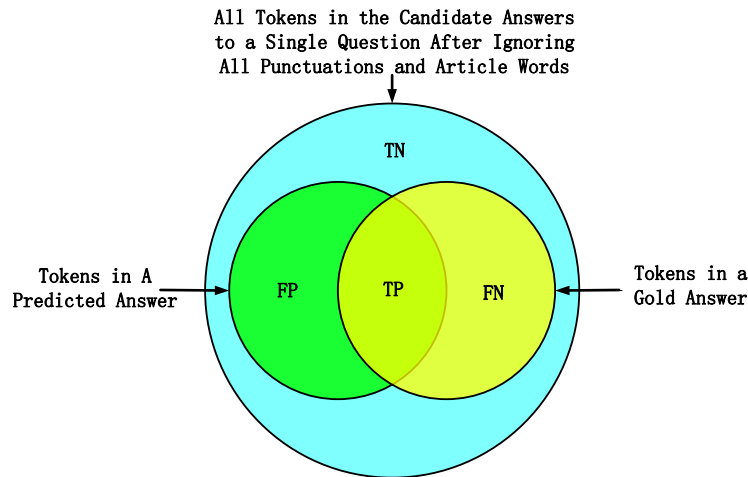 All Tokens in the Candidate Answers
to a Single Question After Ignoring
All Punctuations and Article Words
TN
Tokens in A
Predicted Answer
FP
TP
FN
Tokens in a
Gold Answer